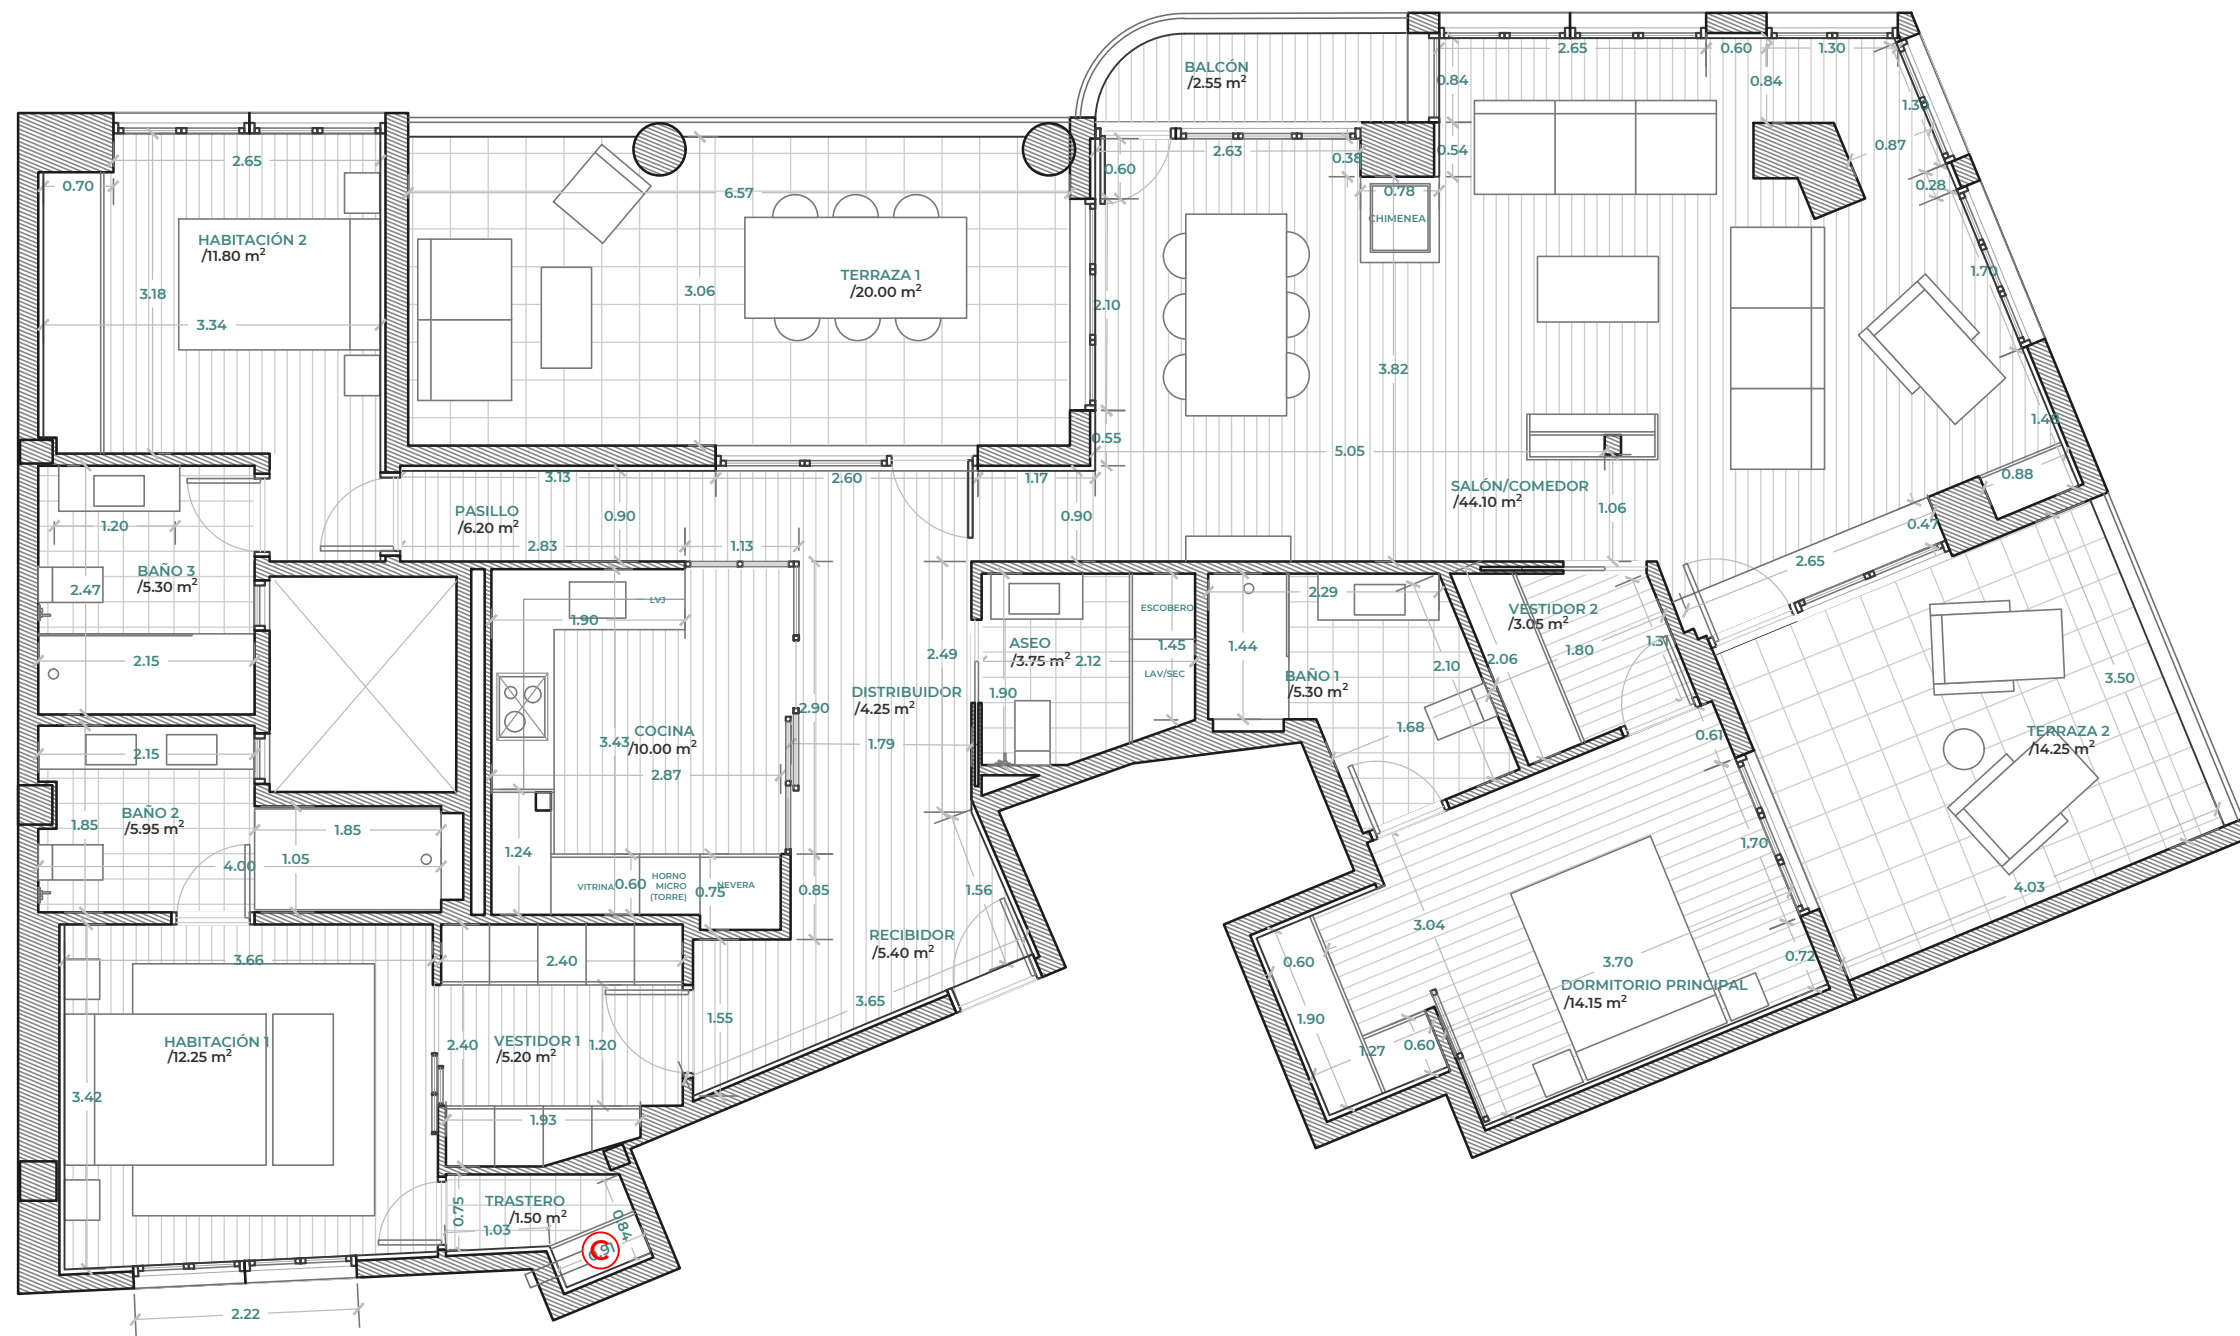 BALCÓN
/2.55 m²
2.65
0.60
1.30
0.84
0.84
1.30
2.65
0.70
6.57
0.60
2.63
0.38
0.54
0.87
0.28
0.78
CHIMENEA
HABITACIÓN 2
/11.80 m²
3.18
3.34
3.06
TERRAZA 1
/20.00 m²
2.10
1.70
3.82
0.55
5.05
1.48
0.88
3.13
2.60
1.17
SALÓN/COMEDOR
/44.10 m²
1.06
0.47
PASILLO
/6.20 m²
0.90
0.90
1.20
2.83
1.13
2.65
BAÑO 3
/5.30 m²
2.47
LVJ
1.90
2.15
ESCOBERO
2.29
VESTIDOR 2
/3.05 m²
ASEO
/3.75 m²
2.12
1.45
LAV/SEC
1.44
1.31
1.80
2.06
2.10
2.49
1.90
BAÑO 1
/5.30 m²
3.50
DISTRIBUIDOR
/4.25 m²
2.90
1.79
1.68
0.61
TERRAZA 2
/14.25 m²
COCINA
/10.00 m²
3.43
2.87
2.15
BAÑO 2
/5.95 m²
1.85
1.85
1.05
4.00
1.24
1.70
VITRINA
0.60
HORNO
MICRO
(TORRE)
0.75
NEVERA
0.85
1.56
4.03
3.04
RECIBIDOR
/5.40 m²
0.72
3.66
2.40
0.60
3.70
DORMITORIO PRINCIPAL
/14.15 m²
3.65
1.55
1.90
HABITACIÓN 1
/12.25 m²
2.40
VESTIDOR 1
/5.20 m²
1.20
1.27
0.60
3.42
1.93
TRASTERO
/1.50 m²
0.75
1.03
0.84
0.91
C
2.22